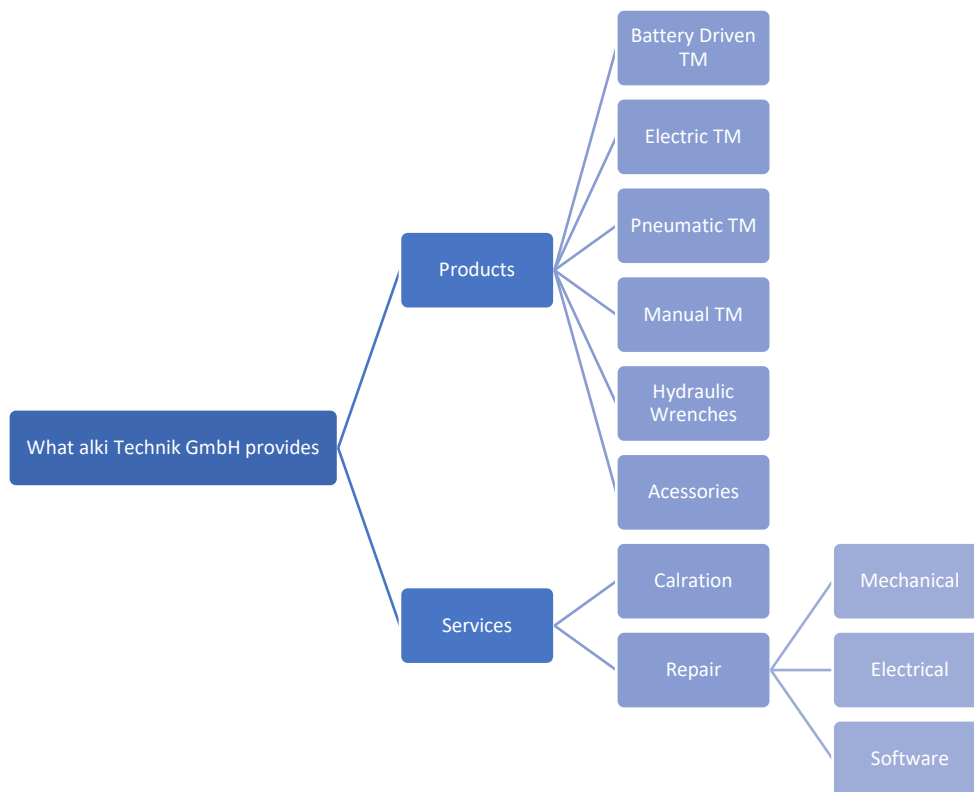 What alki Technik GmbH provides
Products
Battery Driven
TM
Electric TM
Pneumatic TM
Manual TM
Hydraulic
Wrenches
Acessories
Services
Calration
Repair
Mechanical
Electrical
Software